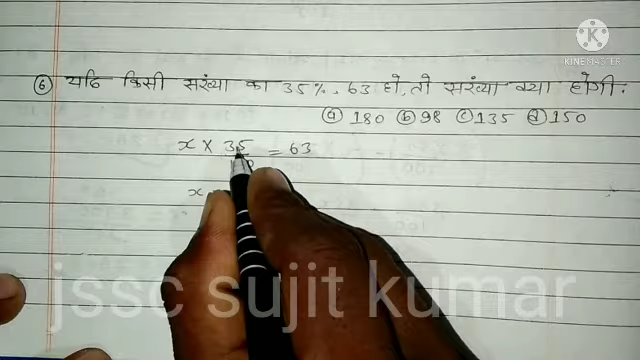 KINEMASTER
⑥ यदि किसी संख्या का 35%, 63 हो, तो संख्या क्या होगी :
ⓐ 180 ⓑ 98 ⓒ 135 ⓓ 150
x × 35 = 63
x
jssc sujit kumar